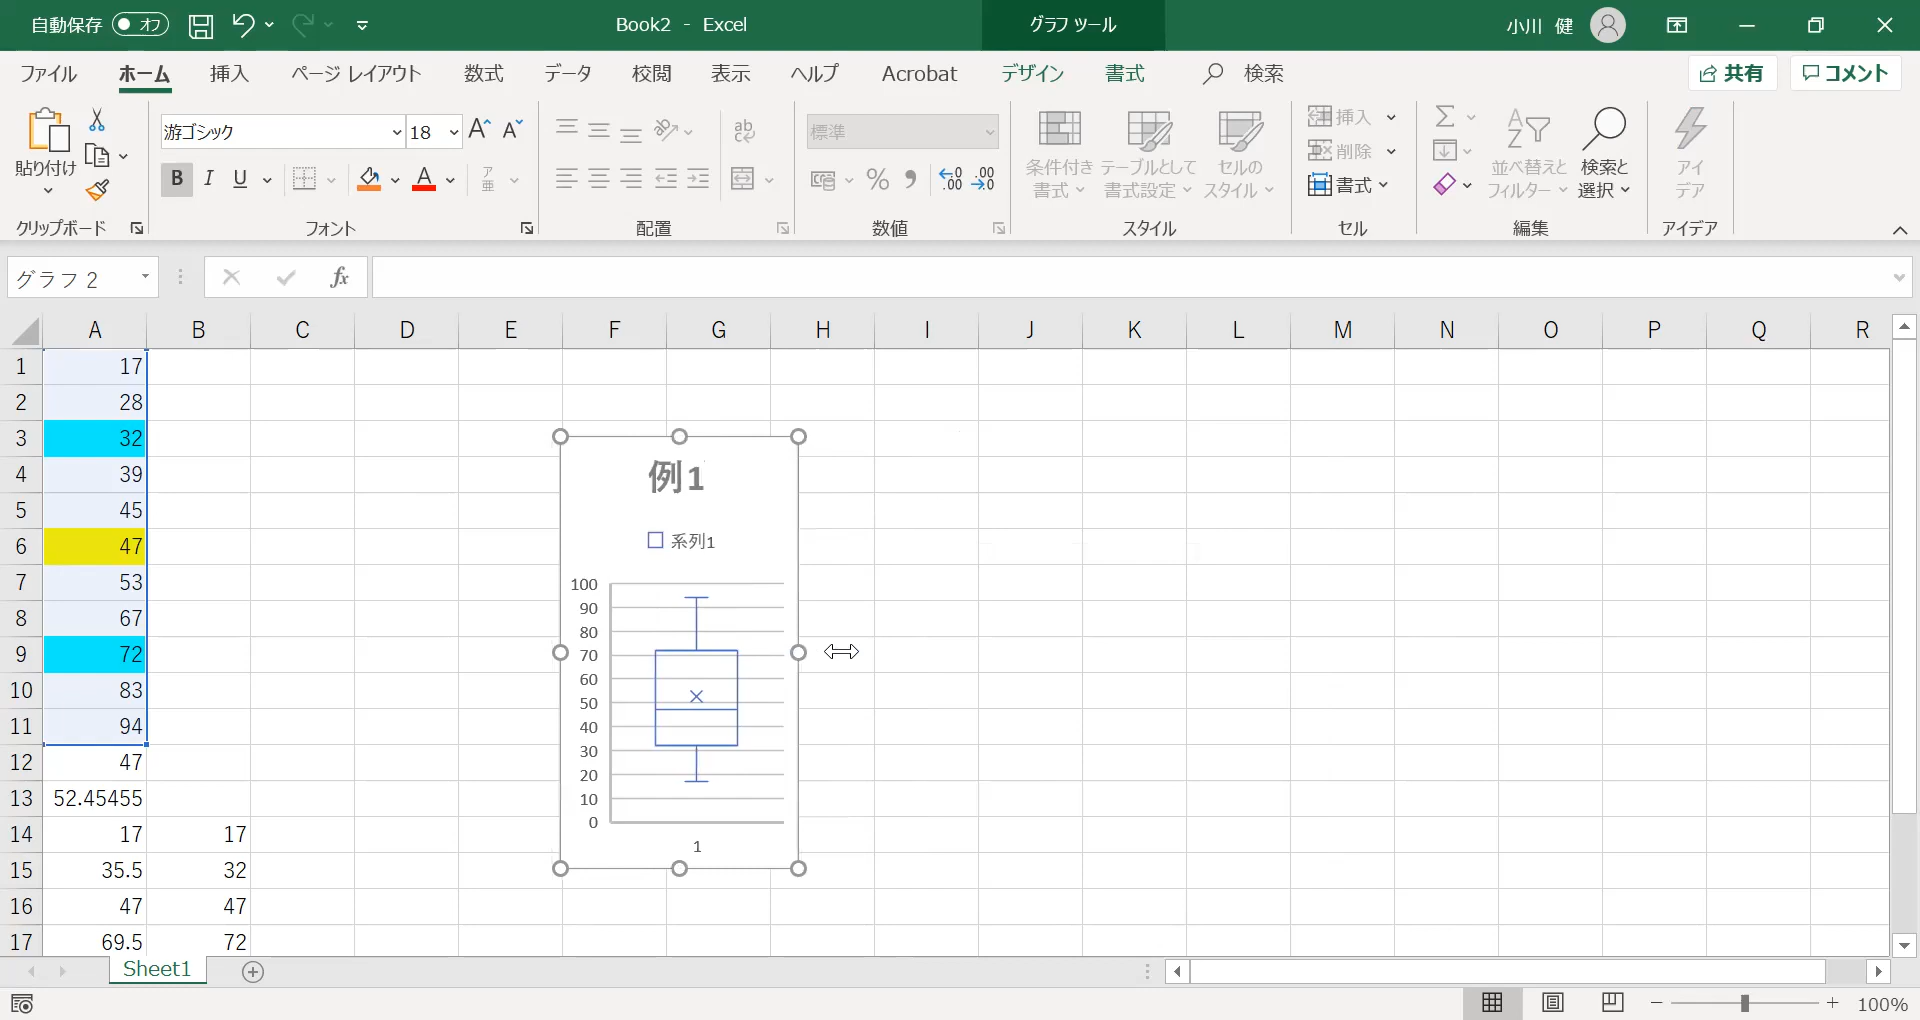 自動保存 オフ Book2 - Excel グラフ ツール 小川 健
ファイル ホーム 挿入 ページ レイアウト 数式 データ 校閲 表示 ヘルプ Acrobat デザイン 書式 検索 共有 コメント
貼り付け
クリップボード
游ゴシック 18
B I U A ア亜
フォント
ab
配置
標準
% .00 .00
数値
条件付き書式 テーブルとして書式設定 セルのスタイル
スタイル
挿入
削除
書式
セル
並べ替えとフィルター 検索と選択
編集
アイデア
アイデア
グラフ 2 fx
A B C D E F G H I J K L M N O P Q R
1 17
2 28
3 32
4 39
5 45
6 47
7 53
8 67
9 72
10 83
11 94
12 47
13 52.45455
14 17 17
15 35.5 32
16 47 47
17 69.5 72
例1
系列1
100
90
80
70
60
50
40
30
20
10
0
1
Sheet1
100%